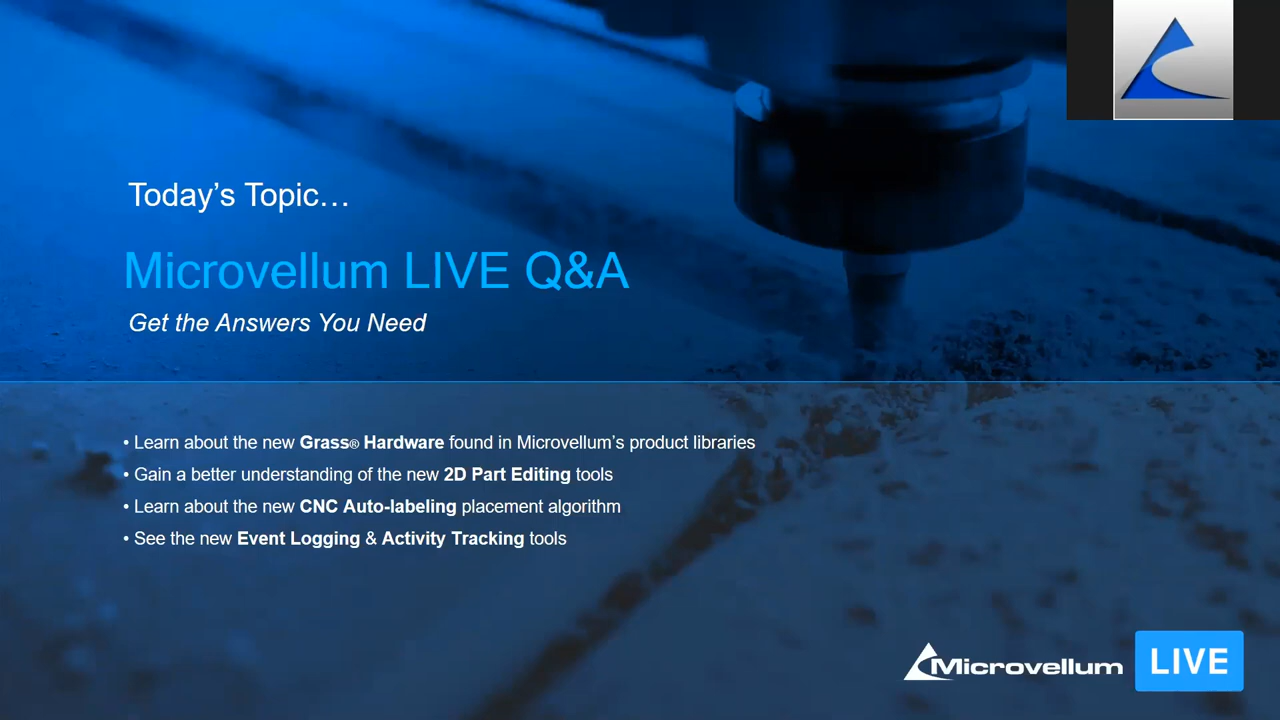 Today's Topic…
Microvellum LIVE Q&A
Get the Answers You Need
• Learn about the new Grass® Hardware found in Microvellum's product libraries
• Gain a better understanding of the new 2D Part Editing tools
• Learn about the new CNC Auto-labeling placement algorithm
• See the new Event Logging & Activity Tracking tools
Microvellum LIVE